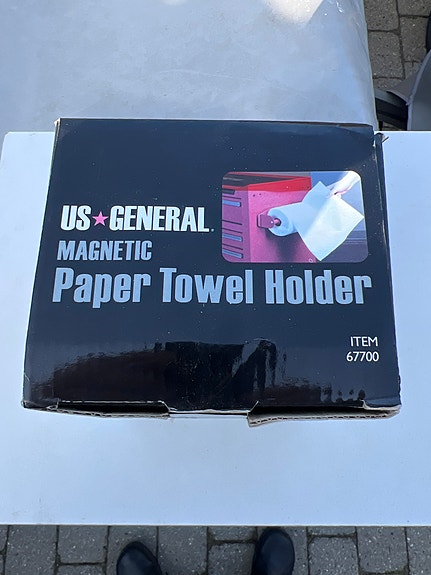 US★GENERAL®
MAGNETIC
Paper Towel Holder
ITEM
67700